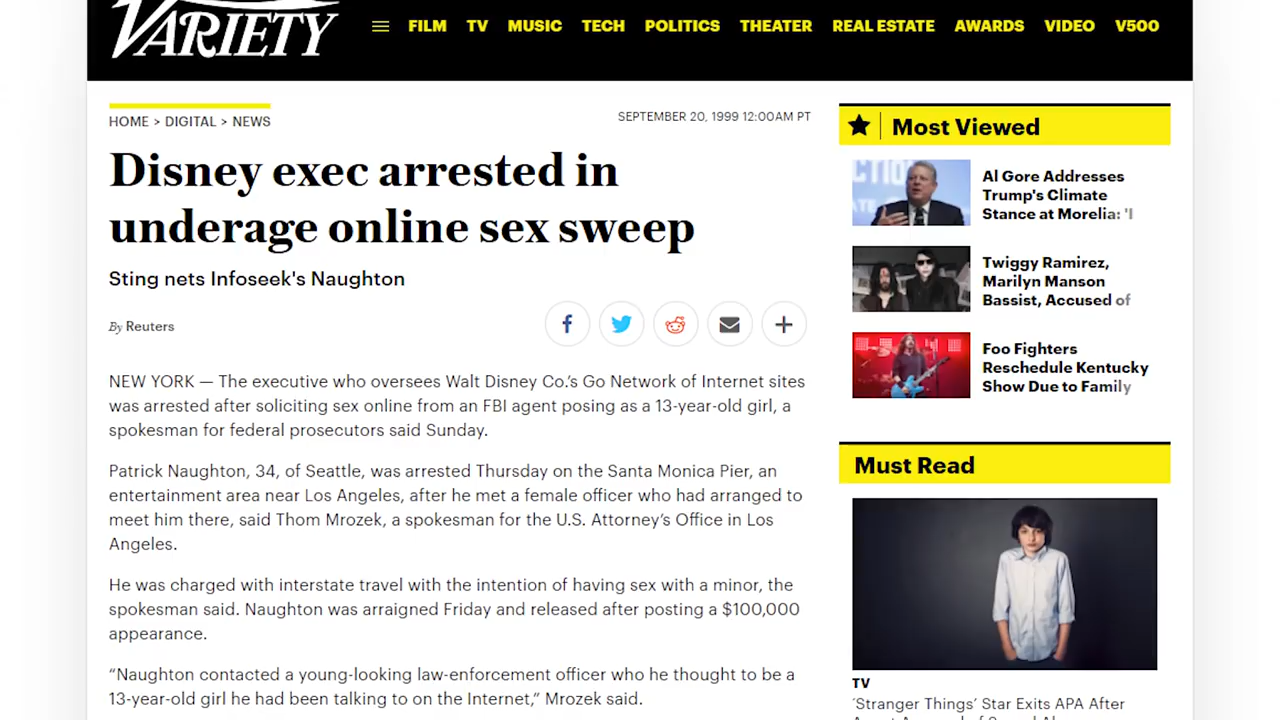 VARIETY
FILM TV MUSIC TECH POLITICS THEATER REAL ESTATE AWARDS VIDEO V500
HOME > DIGITAL > NEWS
SEPTEMBER 20, 1999 12:00AM PT
Disney exec arrested in
underage online sex sweep
Sting nets Infoseek's Naughton
By Reuters
NEW YORK — The executive who oversees Walt Disney Co.'s Go Network of Internet sites
was arrested after soliciting sex online from an FBI agent posing as a 13-year-old girl, a
spokesman for federal prosecutors said Sunday.
Patrick Naughton, 34, of Seattle, was arrested Thursday on the Santa Monica Pier, an
entertainment area near Los Angeles, after he met a female officer who had arranged to
meet him there, said Thom Mrozek, a spokesman for the U.S. Attorney's Office in Los
Angeles.
He was charged with interstate travel with the intention of having sex with a minor, the
spokesman said. Naughton was arraigned Friday and released after posting a $100,000
appearance.
“Naughton contacted a young-looking law-enforcement officer who he thought to be a
13-year-old girl he had been talking to on the Internet,” Mrozek said.
Most Viewed
Al Gore Addresses
Trump's Climate
Stance at Morelia: 'I
Twiggy Ramirez,
Marilyn Manson
Bassist, Accused of
Foo Fighters
Reschedule Kentucky
Show Due to Family
Must Read
TV
'Stranger Things' Star Exits APA After